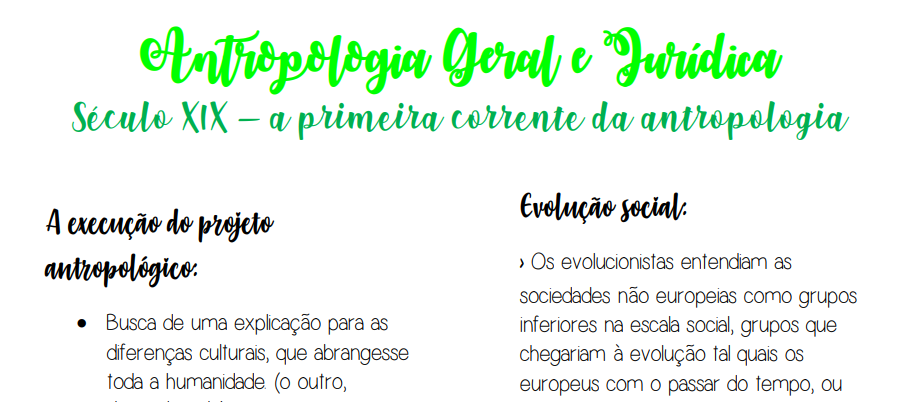 Antropologia Geral e Jurídica
Século XIX – a primeira corrente da antropologia
A execução do projeto
antropológico:
• Busca de uma explicação para as
diferenças culturais, que abrangesse
toda a humanidade. (o outro,
Evolução social:
› Os evolucionistas entendiam as
sociedades não europeias como grupos
inferiores na escala social, grupos que
chegariam à evolução tal quais os
europeus com o passar do tempo, ou